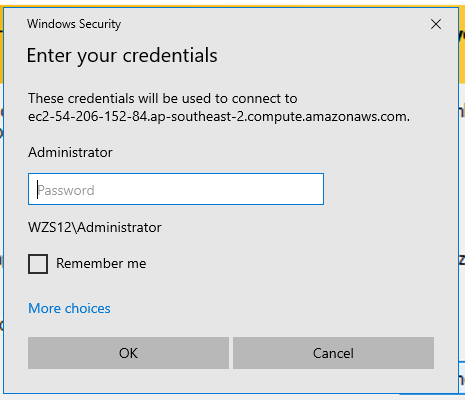 Windows Security
Enter your credentials
These credentials will be used to connect to
ec2-54-206-152-84.ap-southeast-2.compute.amazonaws.com.
Administrator
Password
WZS12\Administrator
Remember me
More choices
OK
Cancel